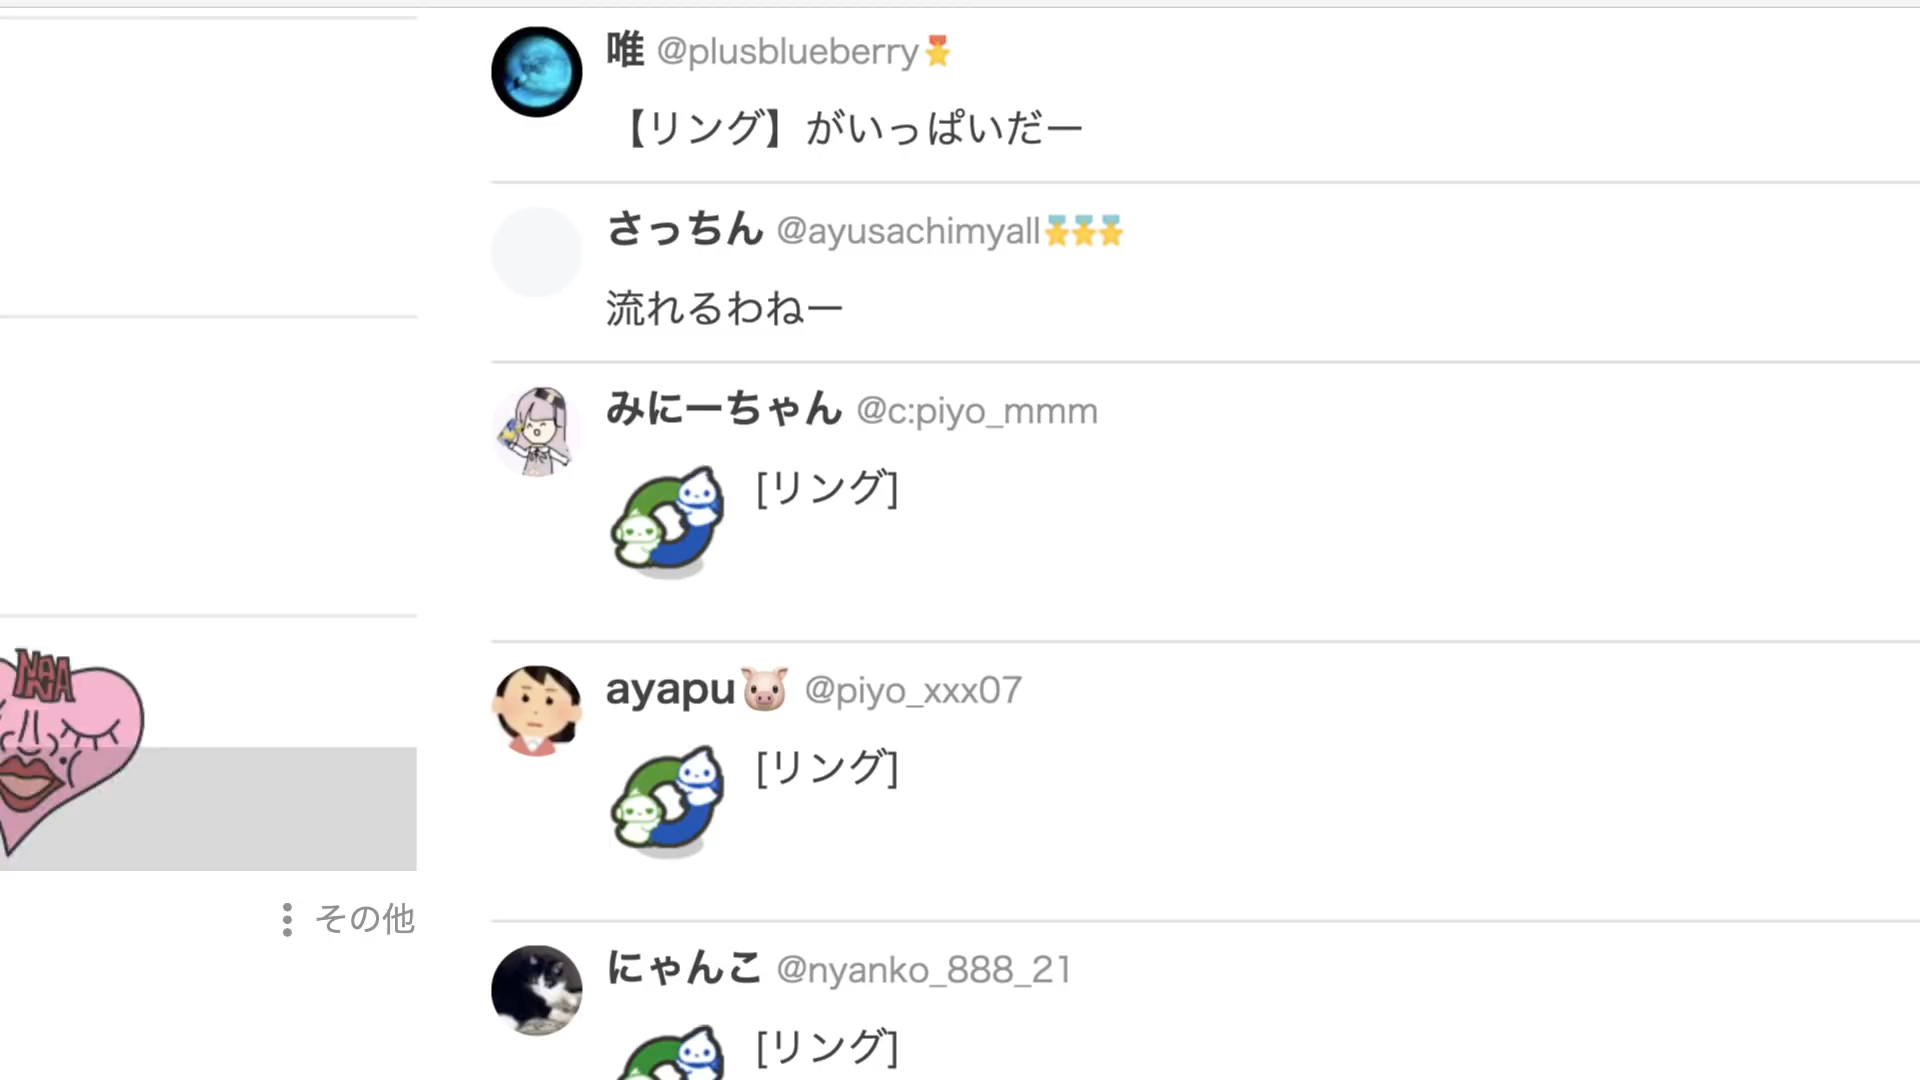 唯 @plusblueberry
【リング】がいっぱいだー
さっちん @ayusachimyall
流れるわねー
みにーちゃん @c:piyo_mmm
[リング]
ayapu🐷 @piyo_xxx07
[リング]
その他
にゃんこ @nyanko_888_21
[リング]